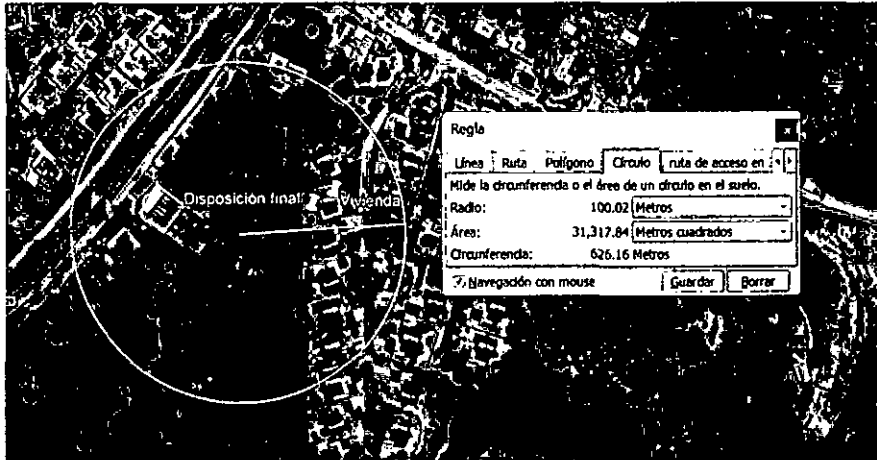 Regla
Línea Ruta Polígono Círculo ruta de acceso en
Mide la circunferencia o el área de un círculo en el suelo.
Radio: 100.02 Metros
Área: 31,317.84 Metros cuadrados
Circunferencia: 626.16 Metros
Navegación con mouse Guardar Borrar
Disposición final Vivienda